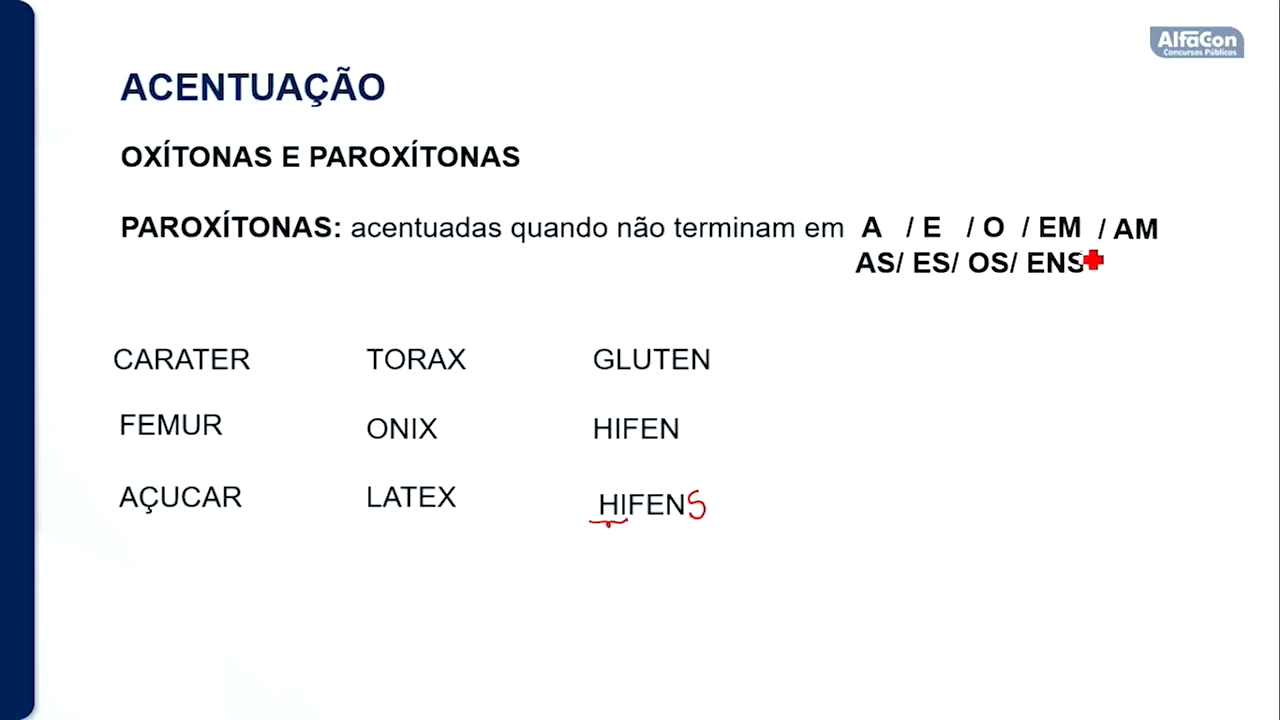 AlfaCon
Concursos Públicos
ACENTUAÇÃO
OXÍTONAS E PAROXÍTONAS
PAROXÍTONAS: acentuadas quando não terminam em A / E / O / EM / AM
AS/ ES/ OS/ ENS
CARATER TORAX GLUTEN
FEMUR ONIX HIFEN
AÇUCAR LATEX HIFENS